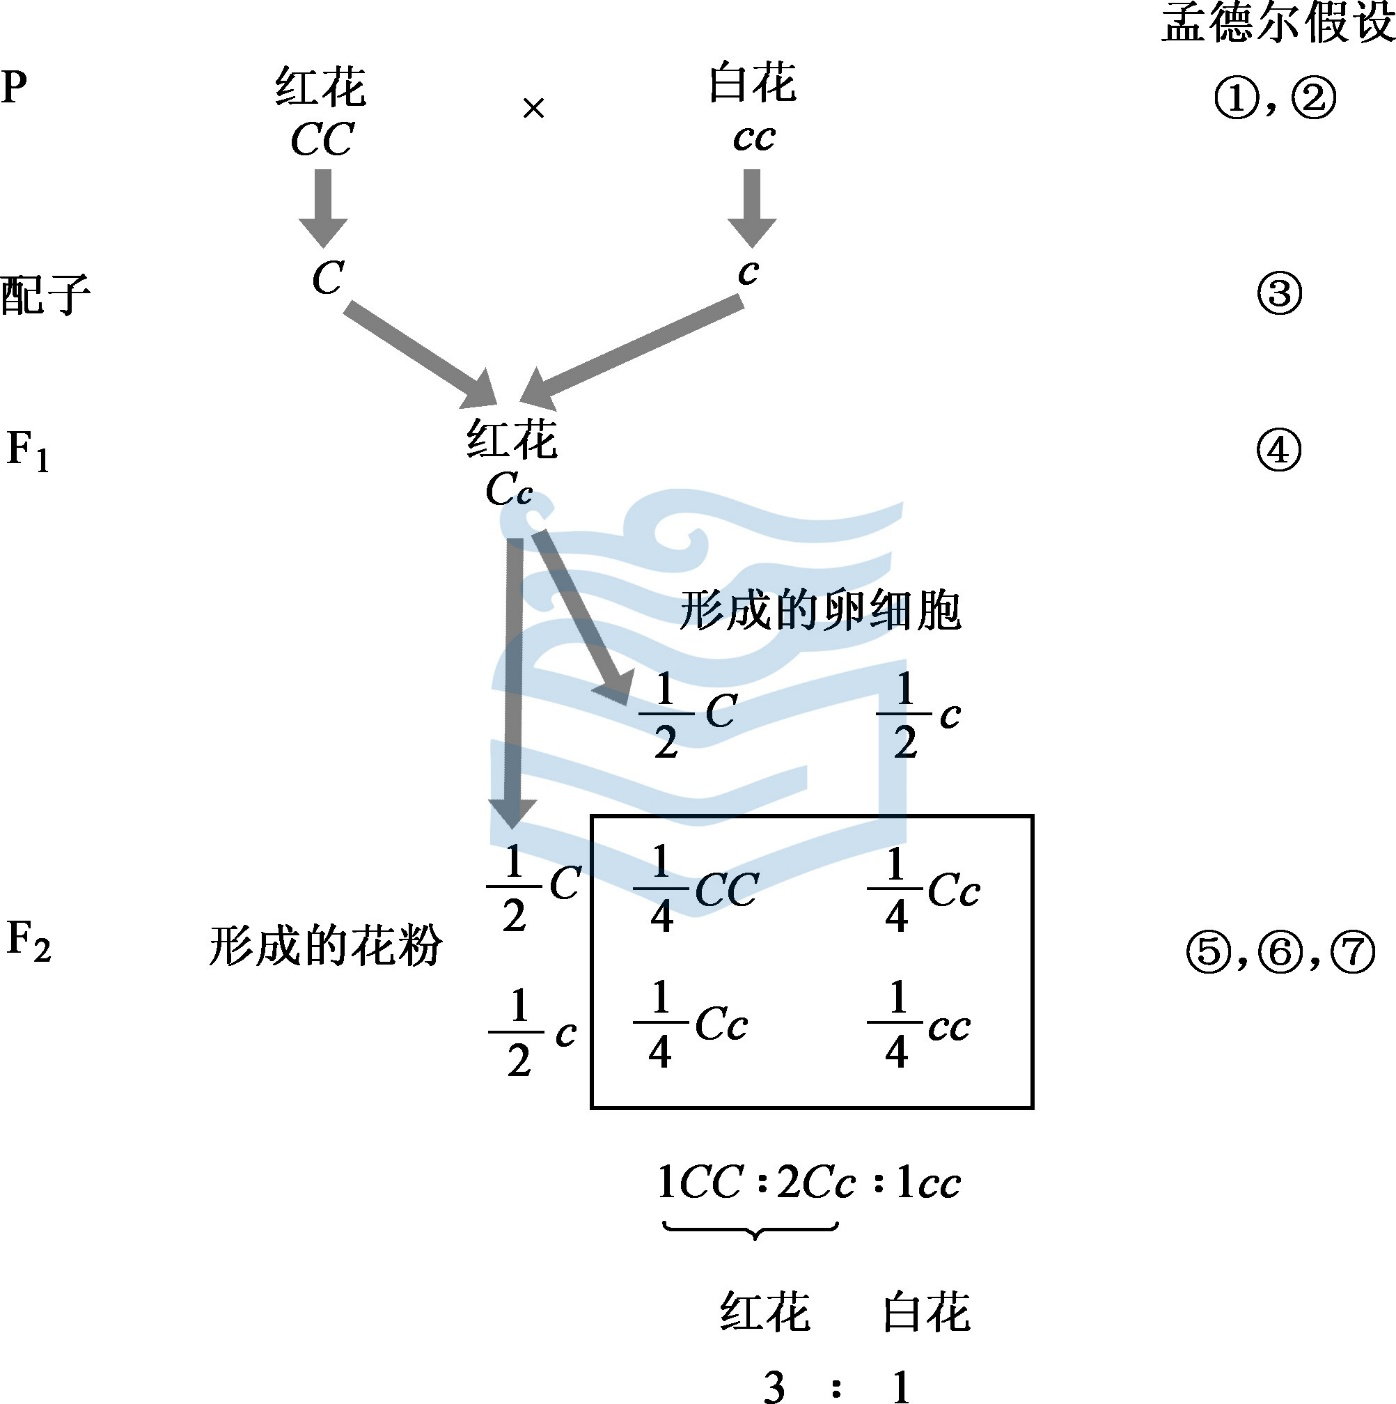 孟德尔假设
P 红花 × 白花 ①,②
CC cc
配子 C c ③
F₁ 红花 ④
Cc
形成的卵细胞
1/2 C 1/2 c
1/2 C 1/4 CC 1/4 Cc
F₂ 形成的花粉 ⑤,⑥,⑦
1/2 c 1/4 Cc 1/4 cc
1CC:2Cc:1cc
红花 白花
3 : 1